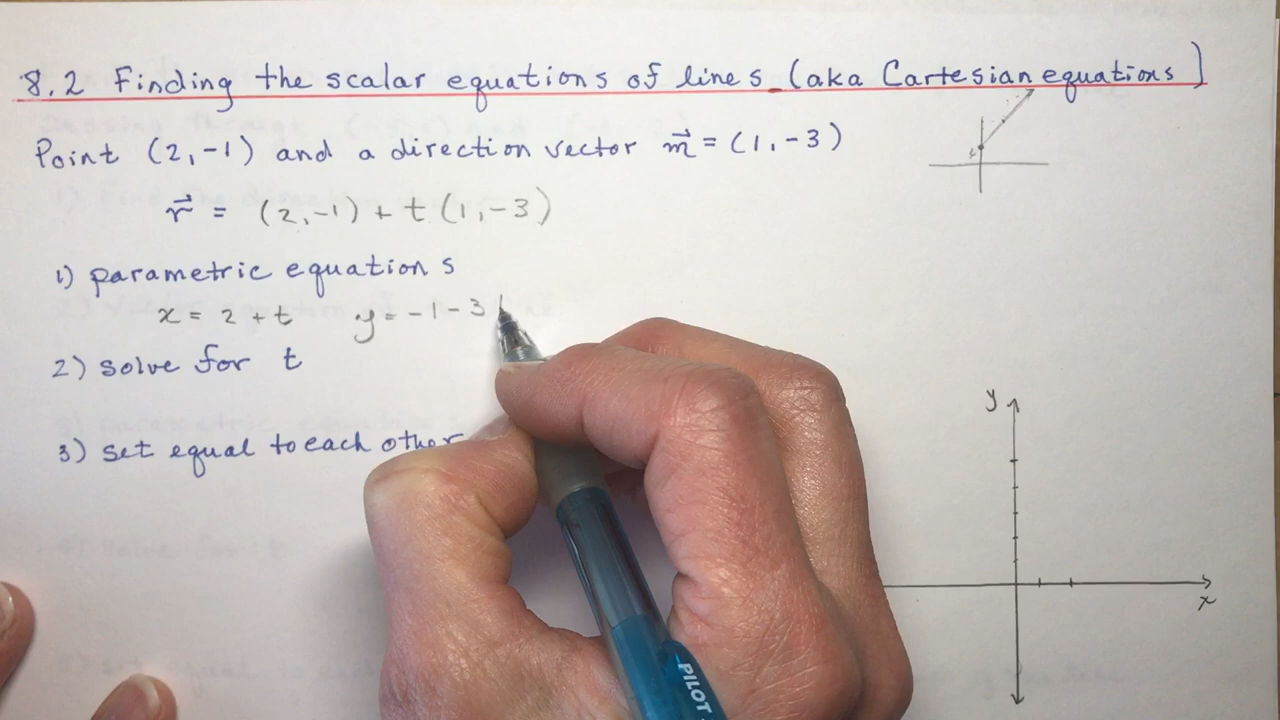 8.2 Finding the scalar equations of lines (aka Cartesian equations)
Point (2,-1) and a direction vector m⃗ = (1,-3)
r⃗ = (2,-1) + t(1,-3)
1) parametric equations
x = 2 + t y = -1 - 3
2) solve for t
3) set equal to each other
y
x
PILOT